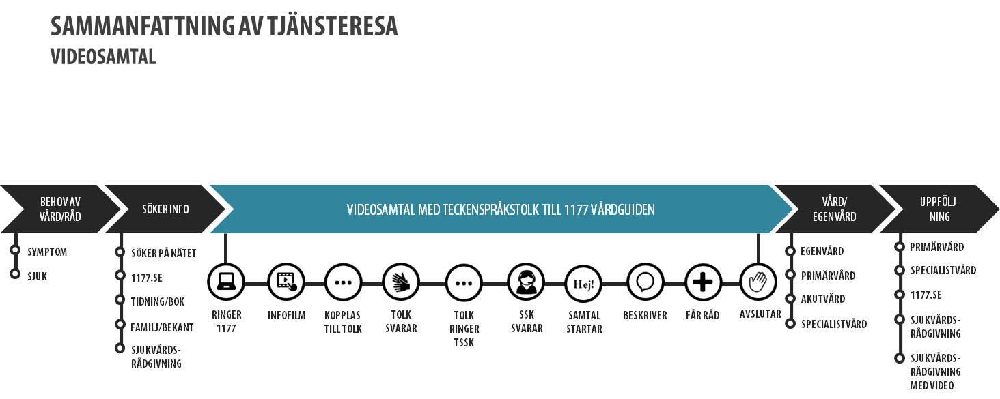 SAMMANFATTNING AV TJÄNSTERESA
VIDEOSAMTAL
BEHOV AV
VÅRD/RÅD
SYMPTOM
SJUK
SÖKER INFO
SÖKER PÅ NÄTET
1177.SE
TIDNING/BOK
FAMILJ/BEKANT
SJUKVÅRDS-
RÅDGIVNING
VIDEOSAMTAL MED TECKENSPRÅKSTOLK TILL 1177 VÅRDGUIDEN
RINGER
1177
INFOFILM
KOPPLAS
TILL TOLK
TOLK
SVARAR
TOLK
RINGER
TSSK
SSK
SVARAR
Hej!
SAMTAL
STARTAR
BESKRIVER
FÅR RÅD
AVSLUTAR
VÅRD/
EGENVÅRD
EGENVÅRD
PRIMÄRVÅRD
AKUTVÅRD
SPECIALISTVÅRD
UPPFÖLJ-
NING
PRIMÄRVÅRD
SPECIALISTVÅRD
1177.SE
SJUKVÅRDS-
RÅDGIVNING
SJUKVÅRDS-
RÅDGIVNING
MED VIDEO